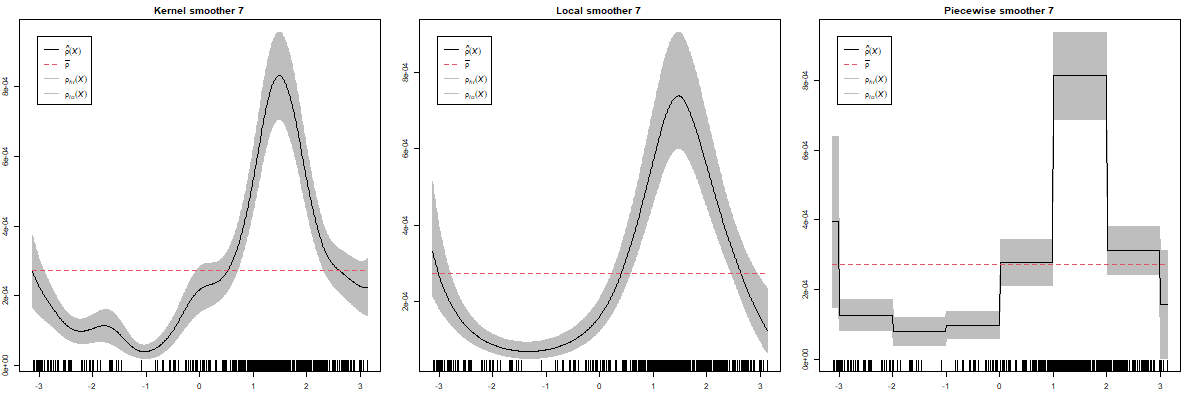 Kernel smoother 7
ρ̂(X)
ρ̄
ρhi(X)
ρlo(X)
0e+00
2e-04
4e-04
6e-04
8e-04
-3 -2 -1 0 1 2 3
Local smoother 7
ρ̂(X)
ρ̄
ρhi(X)
ρlo(X)
2e-04
4e-04
6e-04
8e-04
-3 -2 -1 0 1 2 3
Piecewise smoother 7
ρ̂(X)
ρ̄
ρhi(X)
ρlo(X)
0e+00
2e-04
4e-04
6e-04
8e-04
-3 -2 -1 0 1 2 3